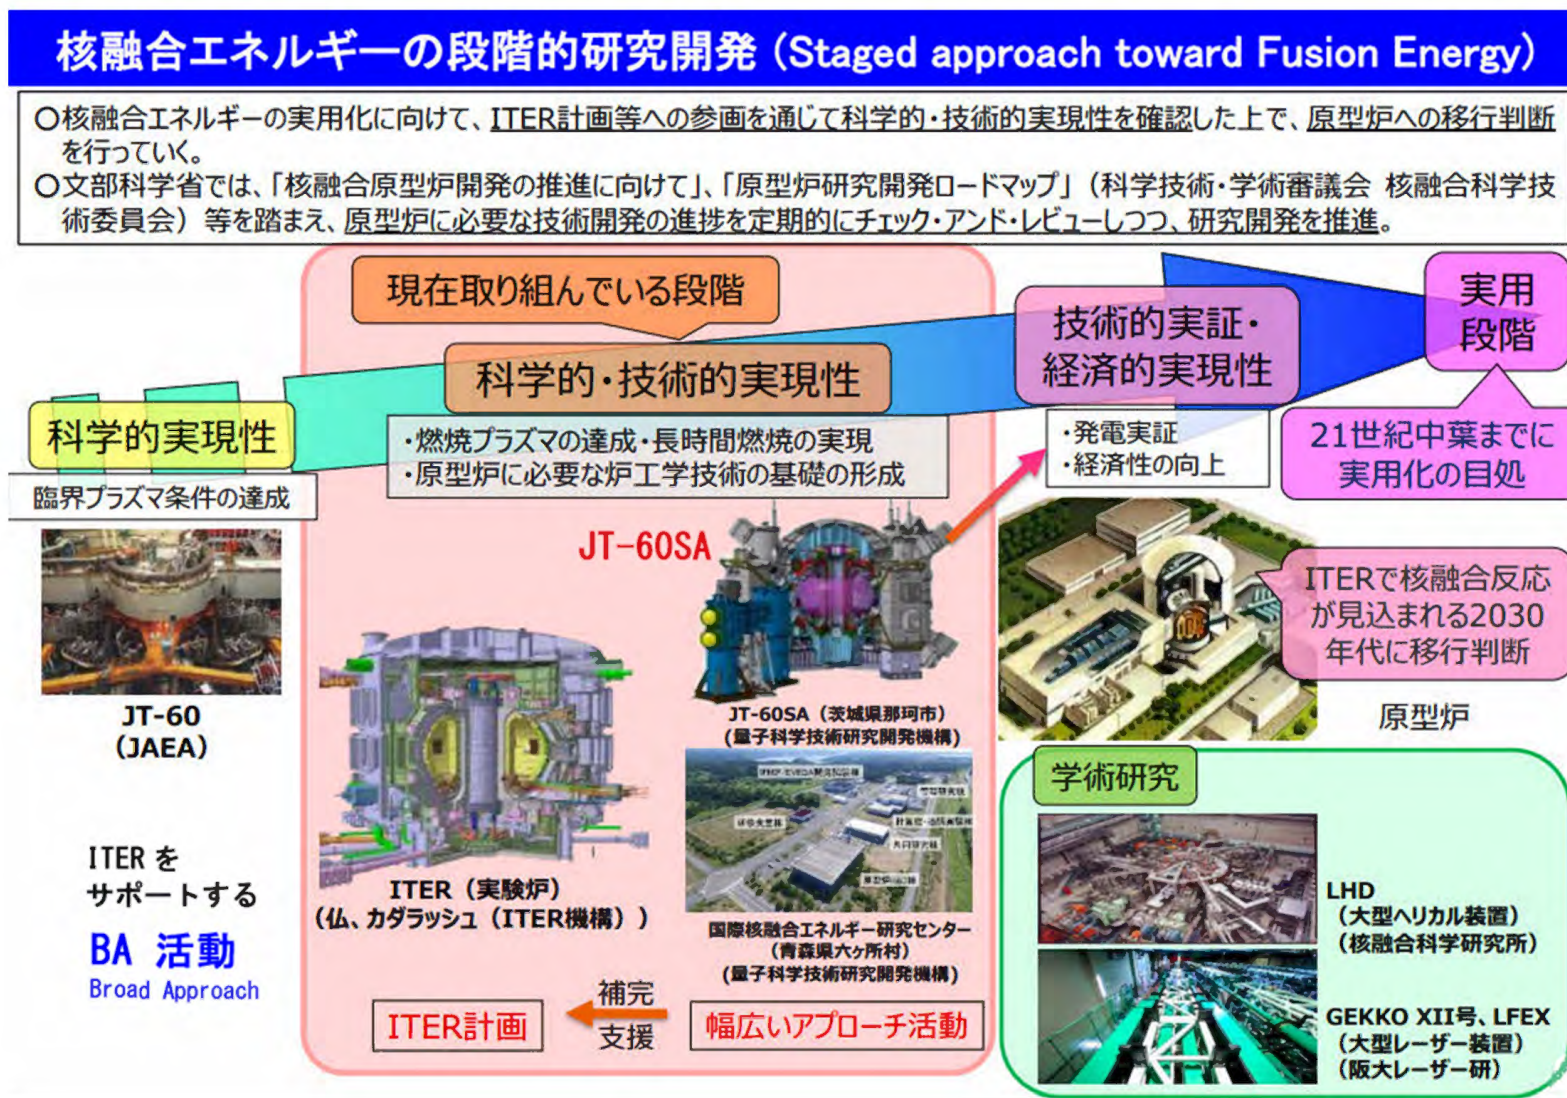 核融合エネルギーの段階的研究開発 (Staged approach toward Fusion Energy)
〇核融合エネルギーの実用化に向けて、ITER計画等への参画を通じて科学的・技術的実現性を確認した上で、原型炉への移行判断
を行っていく。
〇文部科学省では、「核融合原型炉開発の推進に向けて」、「原型炉研究開発ロードマップ」（科学技術・学術審議会 核融合科学技
術委員会）等を踏まえ、原型炉に必要な技術開発の進捗を定期的にチェック・アンド・レビューしつつ、研究開発を推進。
現在取り組んでいる段階
科学的実現性
臨界プラズマ条件の達成
科学的・技術的実現性
・燃焼プラズマの達成・長時間燃焼の実現
・原型炉に必要な炉工学技術の基礎の形成
技術的実証・
経済的実現性
・発電実証
・経済性の向上
実用
段階
21世紀中葉までに
実用化の目処
JT-60
（JAEA）
JT-60SA
JT-60SA（茨城県那珂市）
(量子科学技術研究開発機構)
ITER（実験炉）
（仏、カダラッシュ（ITER機構））
国際核融合エネルギー研究センター
（青森県六ヶ所村）
(量子科学技術研究開発機構)
ITERで核融合反応
が見込まれる2030
年代に移行判断
原型炉
ITER を
サポートする
BA 活動
Broad Approach
ITER計画
補完
支援
幅広いアプローチ活動
学術研究
LHD
（大型ヘリカル装置）
（核融合科学研究所）
GEKKO XII号、LFEX
（大型レーザー装置）
（阪大レーザー研）